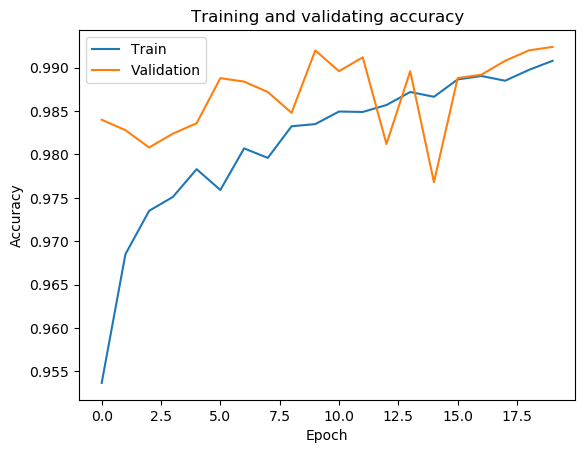 Training and validating accuracy
Train
Validation
0.990
0.985
0.980
0.975
0.970
0.965
0.960
0.955
Accuracy
0.0 2.5 5.0 7.5 10.0 12.5 15.0 17.5
Epoch